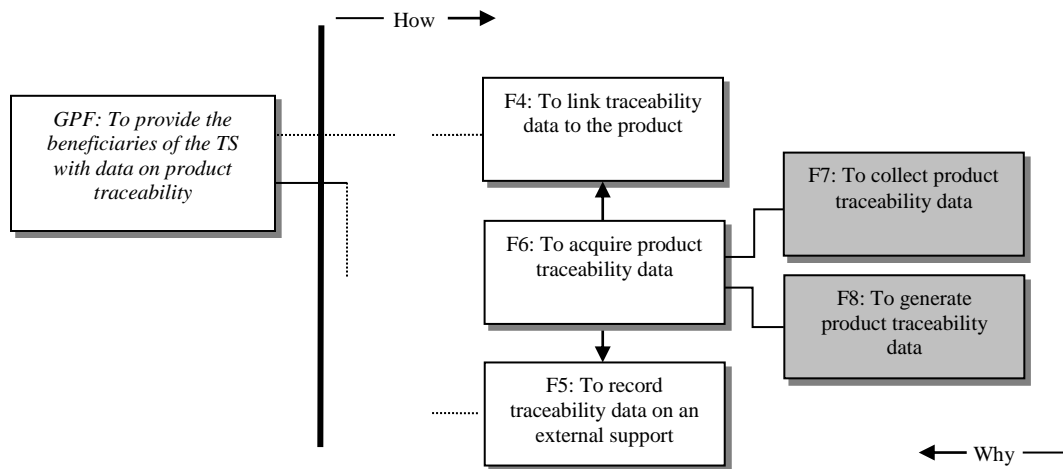 How
GPF: To provide the
beneficiaries of the TS
with data on product
traceability
F4: To link traceability
data to the product
F7: To collect product
traceability data
F6: To acquire product
traceability data
F8: To generate
product traceability
data
F5: To record
traceability data on an
external support
Why